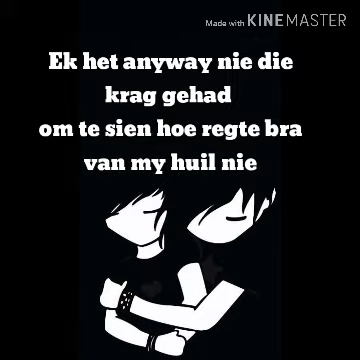 Made with KINEMASTER
Ek het anyway nie die
krag gehad
om te sien hoe regte bra
van my huil nie